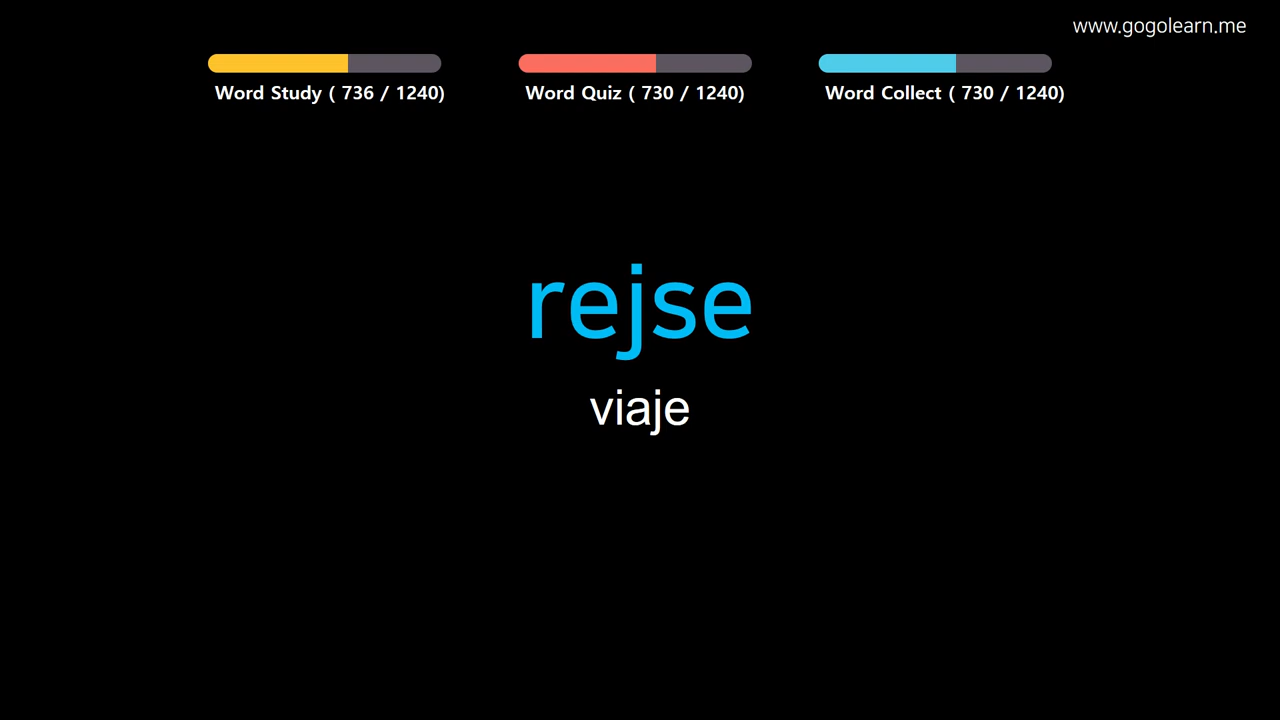 www.gogolearn.me
Word Study ( 736 / 1240)
Word Quiz ( 730 / 1240)
Word Collect ( 730 / 1240)
rejse
viaje